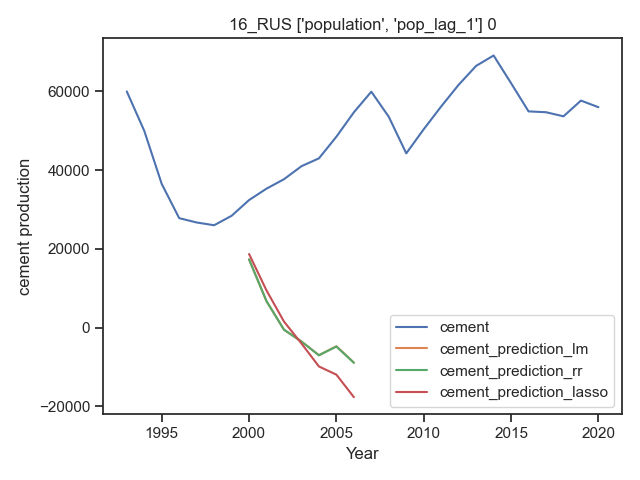 16_RUS ['population', 'pop_lag_1'] 0
cement production
60000
40000
20000
0
−20000
1995
2000
2005
2010
2015
2020
Year
cement
cement_prediction_lm
cement_prediction_rr
cement_prediction_lasso